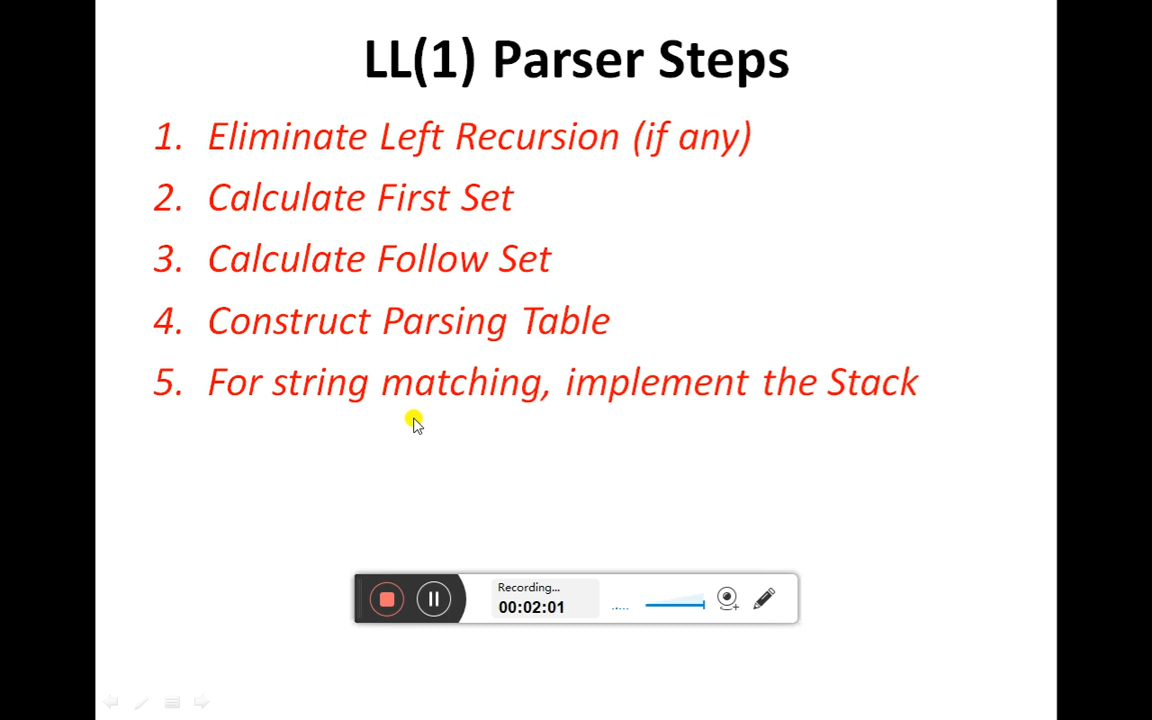 LL(1) Parser Steps
1. Eliminate Left Recursion (if any)
2. Calculate First Set
3. Calculate Follow Set
4. Construct Parsing Table
5. For string matching, implement the Stack
Recording...
00:02:01